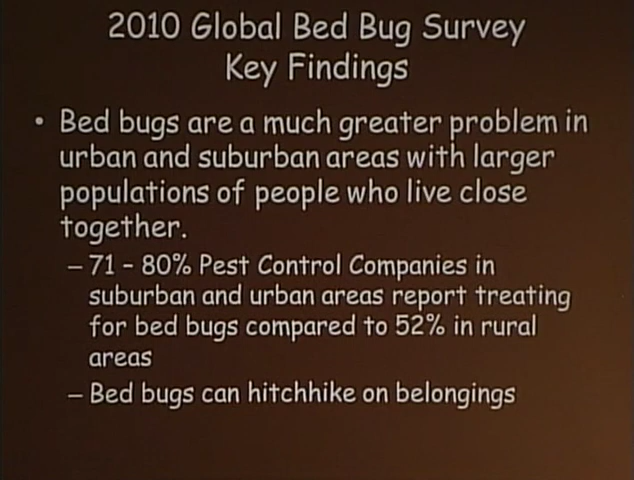 2010 Global Bed Bug Survey
Key Findings
• Bed bugs are a much greater problem in
urban and suburban areas with larger
populations of people who live close
together.
– 71 – 80% Pest Control Companies in
suburban and urban areas report treating
for bed bugs compared to 52% in rural
areas
– Bed bugs can hitchhike on belongings